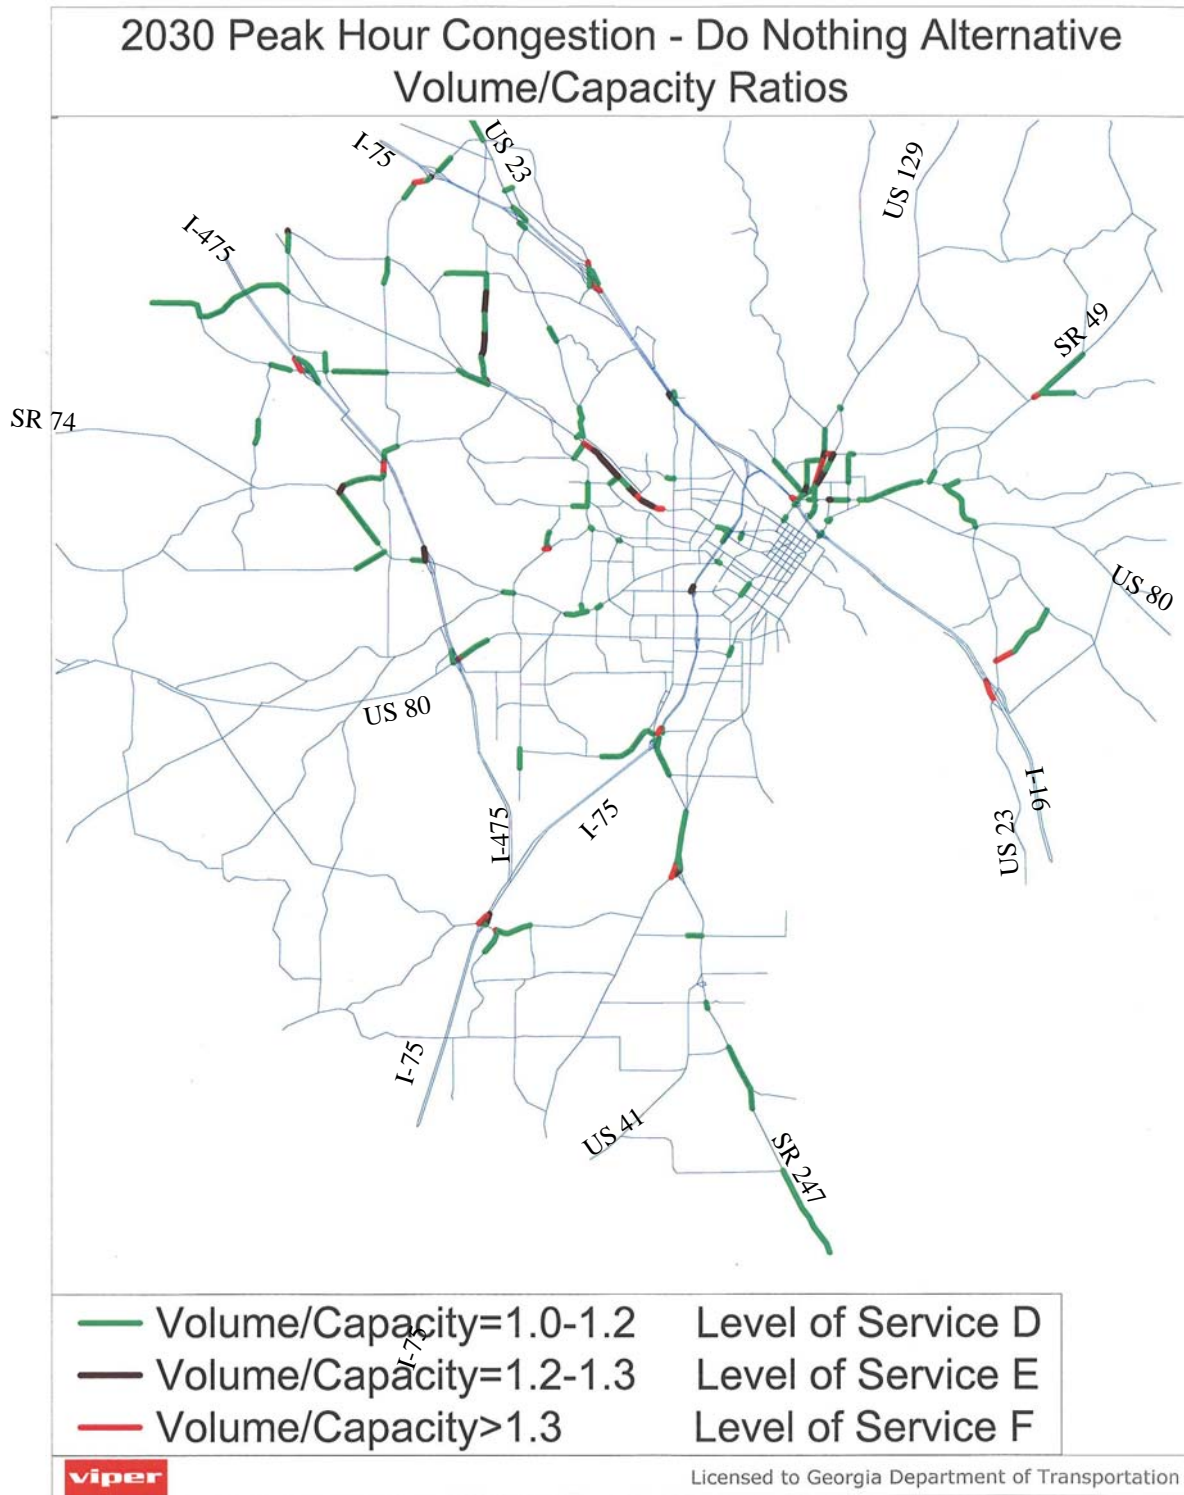 2030 Peak Hour Congestion - Do Nothing Alternative
Volume/Capacity Ratios
I-75
US 23
US 129
I-475
SR 49
SR 74
US 80
US 80
I-16
I-475
I-75
US 23
I-75
US 41
SR 247
Volume/Capacity=1.0-1.2 Level of Service D
I-75
Volume/Capacity=1.2-1.3 Level of Service E
Volume/Capacity>1.3 Level of Service F
viper
Licensed to Georgia Department of Transportation